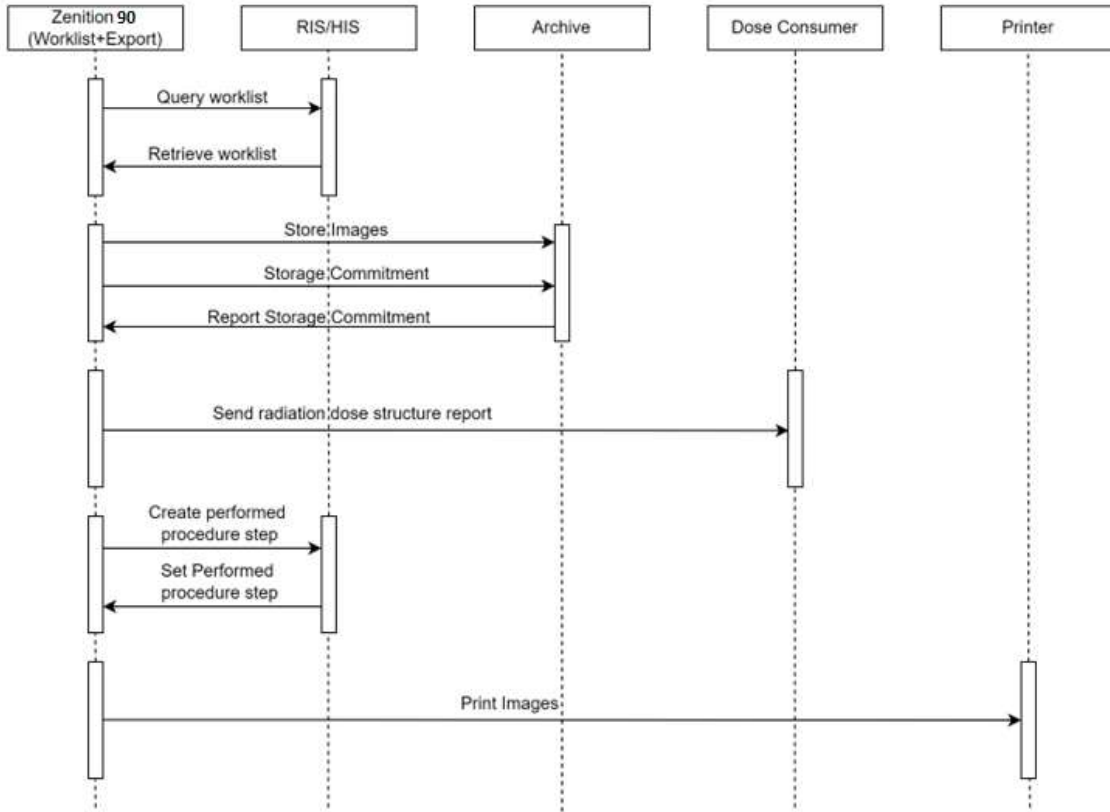 Zenition 90
(Worklist+Export)
RIS/HIS
Archive
Dose Consumer
Printer
Query worklist
Retrieve worklist
Store Images
Storage Commitment
Report Storage Commitment
Send radiation dose structure report
Create performed
procedure step
Set Performed
procedure step
Print Images